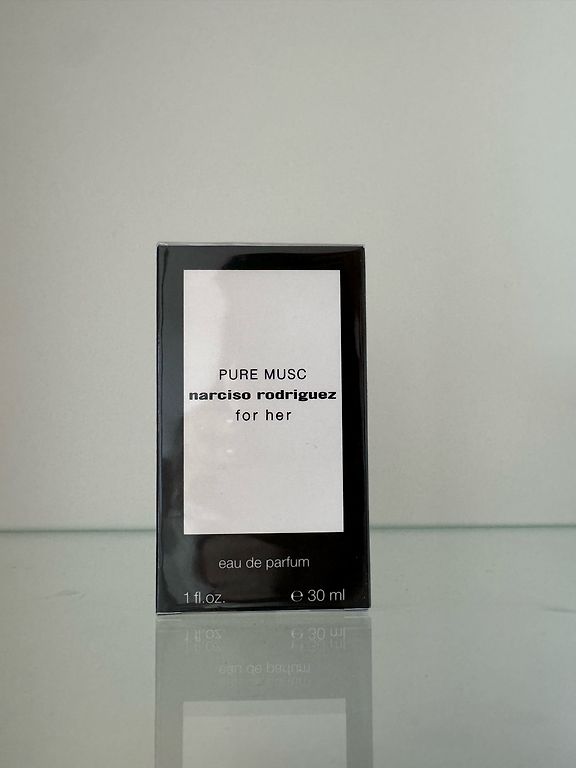 PURE MUSC
narciso rodriguez
for her
eau de parfum
1 fl.oz. ℮ 30 ml